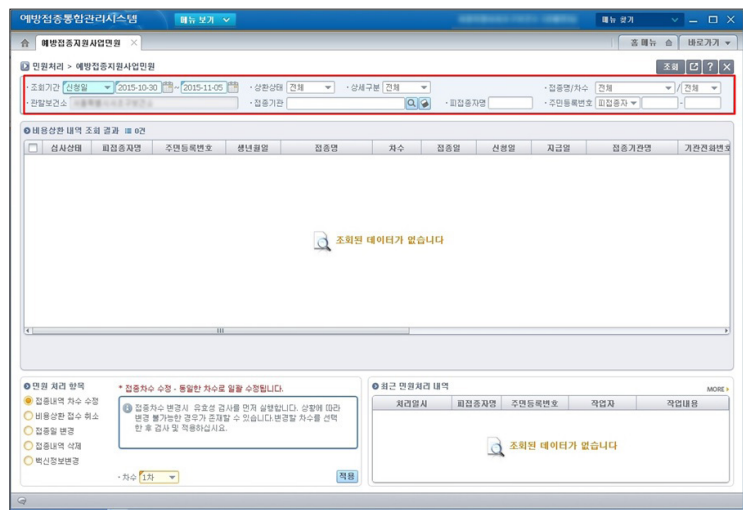 예방접종통합관리시스템 메뉴 보기 메뉴 찾기
예방접종지원사업민원 홈 메뉴 바로가기
민원처리 > 예방접종지원사업민원 조회
조회기간 신청일 2015-10-30 ~ 2015-11-05 상환상태 전체 상세구분 전체 접종명/차수 전체 / 전체
관할보건소 접종기관 피접종자명 주민등록번호 피접종자 -
비용상환 내역 조회 결과 0건
심사상태 피접종자명 주민등록번호 생년월일 접종명 차수 접종일 신청일 지급일 접종기관명 기관전화번호
조회된 데이터가 없습니다
민원 처리 항목
접종내역 차수 수정
비용상환 접수 취소
접종일 변경
접종내역 삭제
백신정보변경
* 접종차수 수정 - 동일한 차수로 일괄 수정됩니다.
접종차수 변경시 유효성 검사를 먼저 실행합니다. 상황에 따라
변경 불가능한 경우가 존재할 수 있습니다.변경할 차수를 선택
한 후 검사 및 적용하십시요.
차수 1차 적용
최근 민원처리 내역 MORE
처리일시 피접종자명 주민등록번호 작업자 작업내용
조회된 데이터가 없습니다